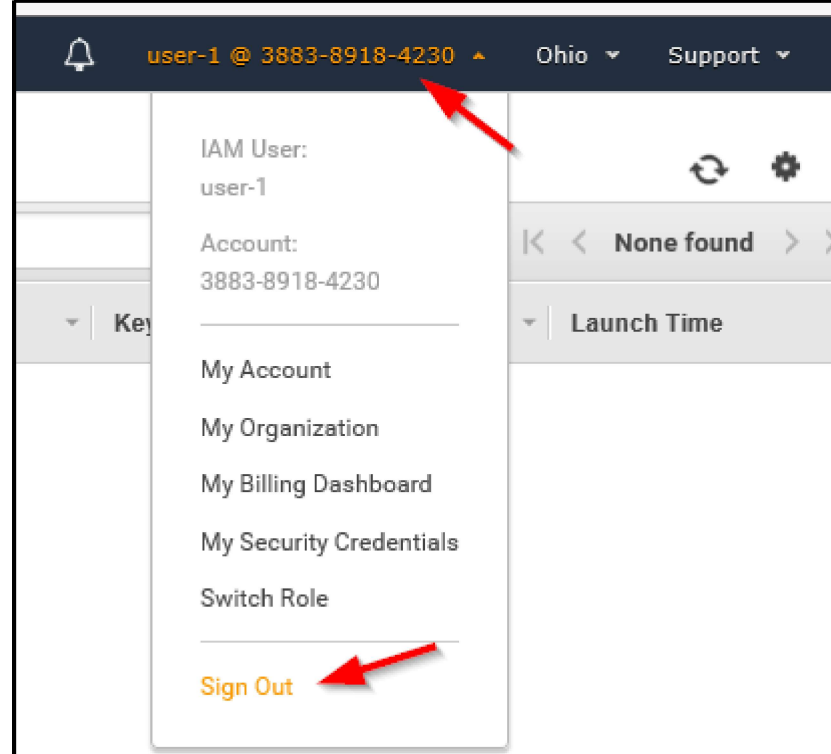 user-1 @ 3883-8918-4230 Ohio Support
IAM User:
user-1
Account:
3883-8918-4230
None found
Key
Launch Time
My Account
My Organization
My Billing Dashboard
My Security Credentials
Switch Role
Sign Out